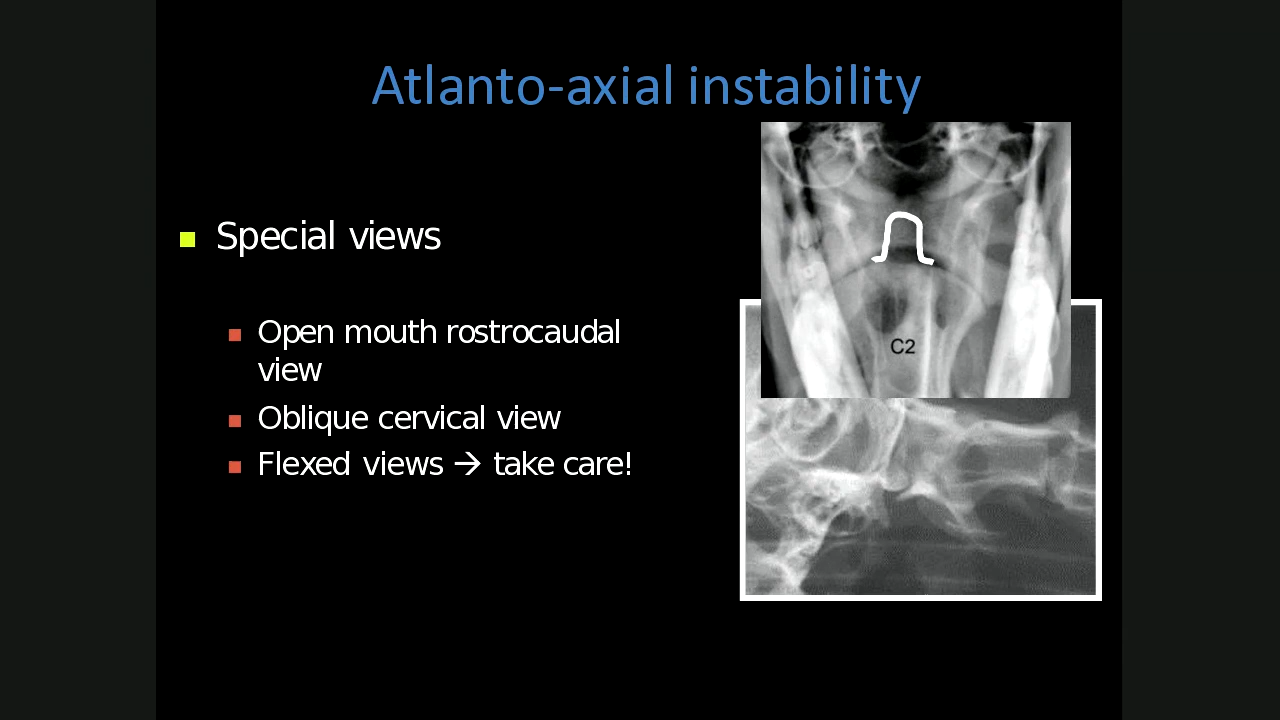 Atlanto-axial instability
Special views
Open mouth rostrocaudal
view
Oblique cervical view
Flexed views → take care!
C2